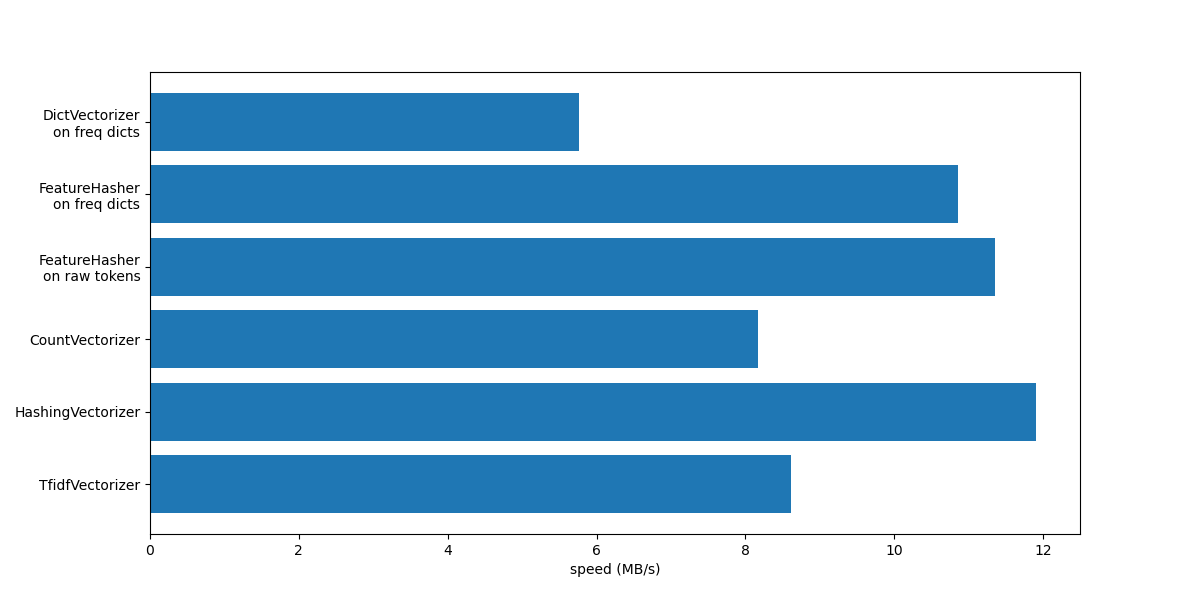 DictVectorizer
on freq dicts
FeatureHasher
on freq dicts
FeatureHasher
on raw tokens
CountVectorizer
HashingVectorizer
TfidfVectorizer
0 2 4 6 8 10 12
speed (MB/s)